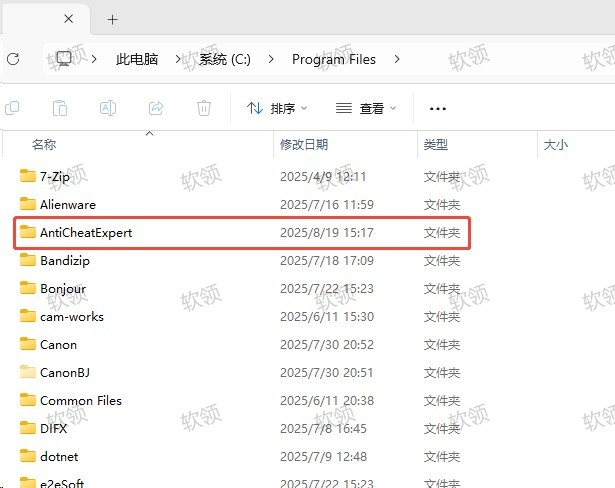 此电脑 系统 (C:) Program Files
排序 查看
名称 修改日期 类型 大小
7-Zip 2025/4/9 12:11 文件夹
Alienware 2025/7/16 11:59 文件夹
AntiCheatExpert 2025/8/19 15:17 文件夹
Bandizip 2025/7/18 17:09 文件夹
Bonjour 2025/7/22 15:23 文件夹
cam-works 2025/6/11 15:30 文件夹
Canon 2025/7/30 20:52 文件夹
CanonBJ 2025/7/30 20:51 文件夹
Common Files 2025/6/11 20:38 文件夹
DIFX 2025/7/8 16:45 文件夹
dotnet 2025/7/9 12:48 文件夹
e2eSoft 2025/7/22 15:23 文件夹
软领 软领 软领 软领
软领 软领 软领
软领 软领 软领
软领 软领 软领